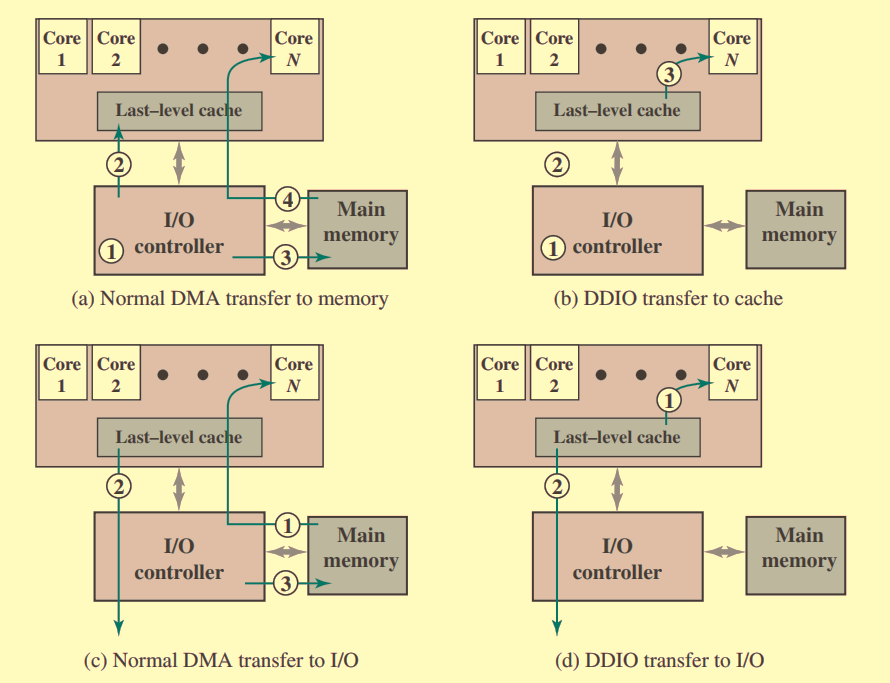 Core 1
Core 2
Core N
Last–level cache
2
4
I/O controller
1
3
Main memory
(a) Normal DMA transfer to memory
Core 1
Core 2
Core N
3
Last–level cache
2
I/O controller
1
Main memory
(b) DDIO transfer to cache
Core 1
Core 2
Core N
Last–level cache
2
1
I/O controller
3
Main memory
(c) Normal DMA transfer to I/O
Core 1
Core 2
Core N
1
Last–level cache
2
I/O controller
Main memory
(d) DDIO transfer to I/O